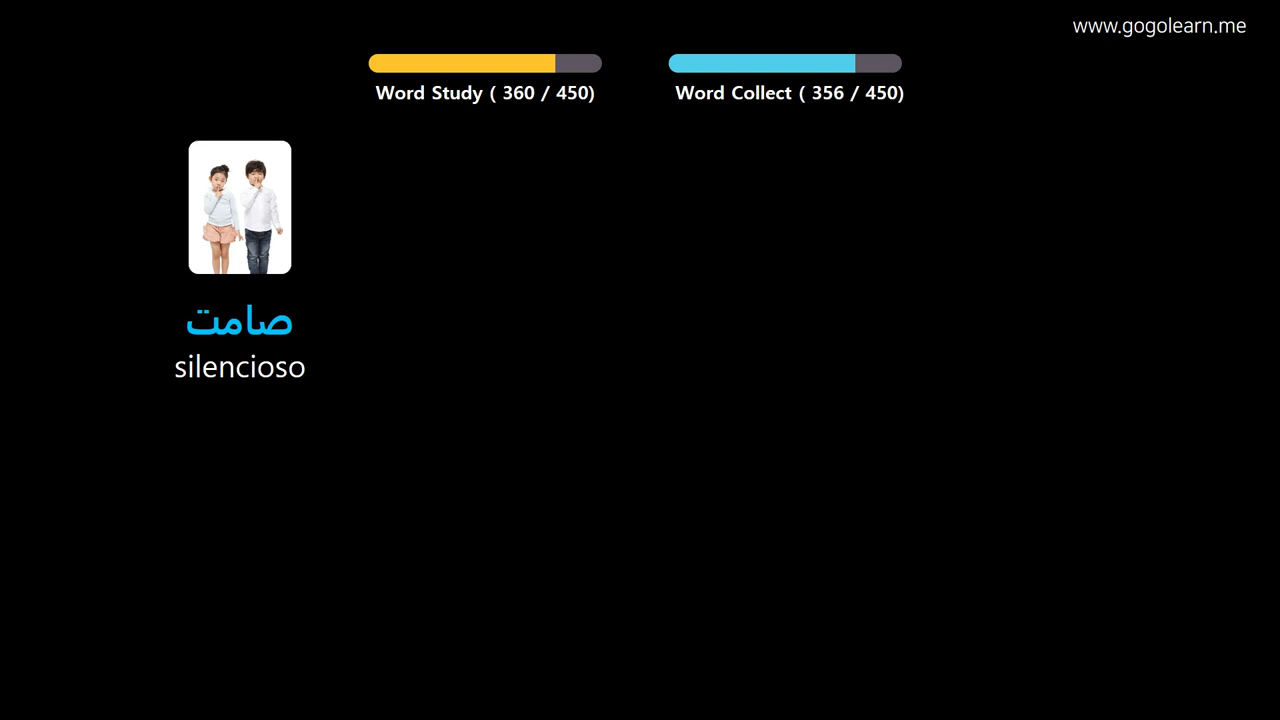 www.gogolearn.me
Word Study ( 360 / 450)
Word Collect ( 356 / 450)
صامت
silencioso